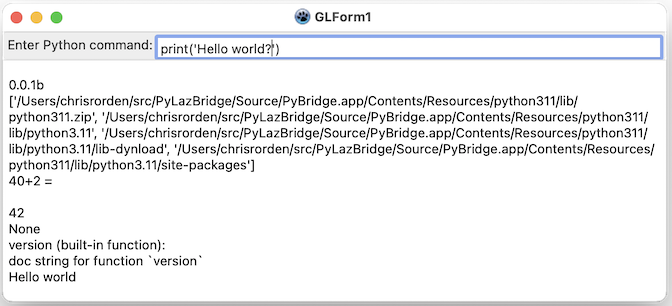 GLForm1
Enter Python command: print('Hello world?')
0.0.1b
['/Users/chrisrorden/src/PyLazBridge/Source/PyBridge.app/Contents/Resources/python311/lib/
python311.zip', '/Users/chrisrorden/src/PyLazBridge/Source/PyBridge.app/Contents/Resources/python311/
lib/python3.11', '/Users/chrisrorden/src/PyLazBridge/Source/PyBridge.app/Contents/Resources/python311/
lib/python3.11/lib-dynload', '/Users/chrisrorden/src/PyLazBridge/Source/PyBridge.app/Contents/Resources/
python311/lib/python3.11/site-packages']
40+2 =
42
None
version (built-in function):
doc string for function `version`
Hello world